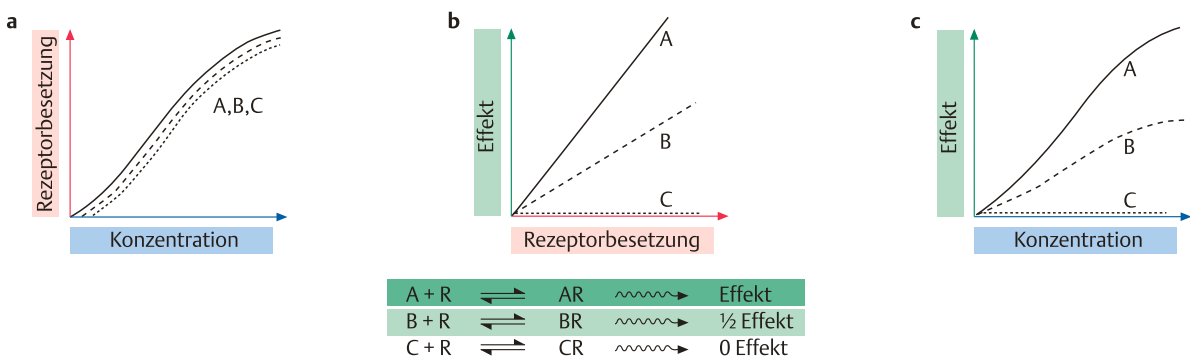 a
Rezeptorbesetzung
A,B,C
Konzentration
b
Effekt
A
B
C
Rezeptorbesetzung
c
Effekt
A
B
C
Konzentration
A + R ⇌ AR Effekt
B + R ⇌ BR ½ Effekt
C + R ⇌ CR 0 Effekt